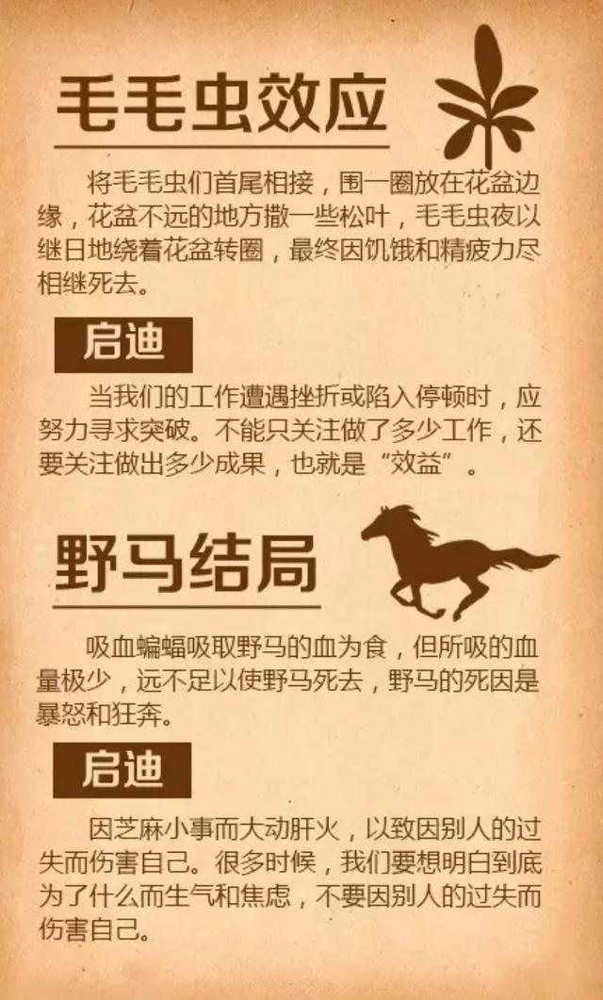 毛毛虫效应
将毛毛虫们首尾相接，围一圈放在花盆边
缘，花盆不远的地方撒一些松叶，毛毛虫夜以
继日地绕着花盆转圈，最终因饥饿和精疲力尽
相继死去。
启迪
当我们的工作遭遇挫折或陷入停顿时，应
努力寻求突破。不能只关注做了多少工作，还
要关注做出多少成果，也就是“效益”。
野马结局
吸血蝙蝠吸取野马的血为食，但所吸的血
量极少，远不足以使野马死去，野马的死因是
暴怒和狂奔。
启迪
因芝麻小事而大动肝火，以致因别人的过
失而伤害自己。很多时候，我们要想明白到底
为了什么而生气和焦虑，不要因别人的过失而
伤害自己。